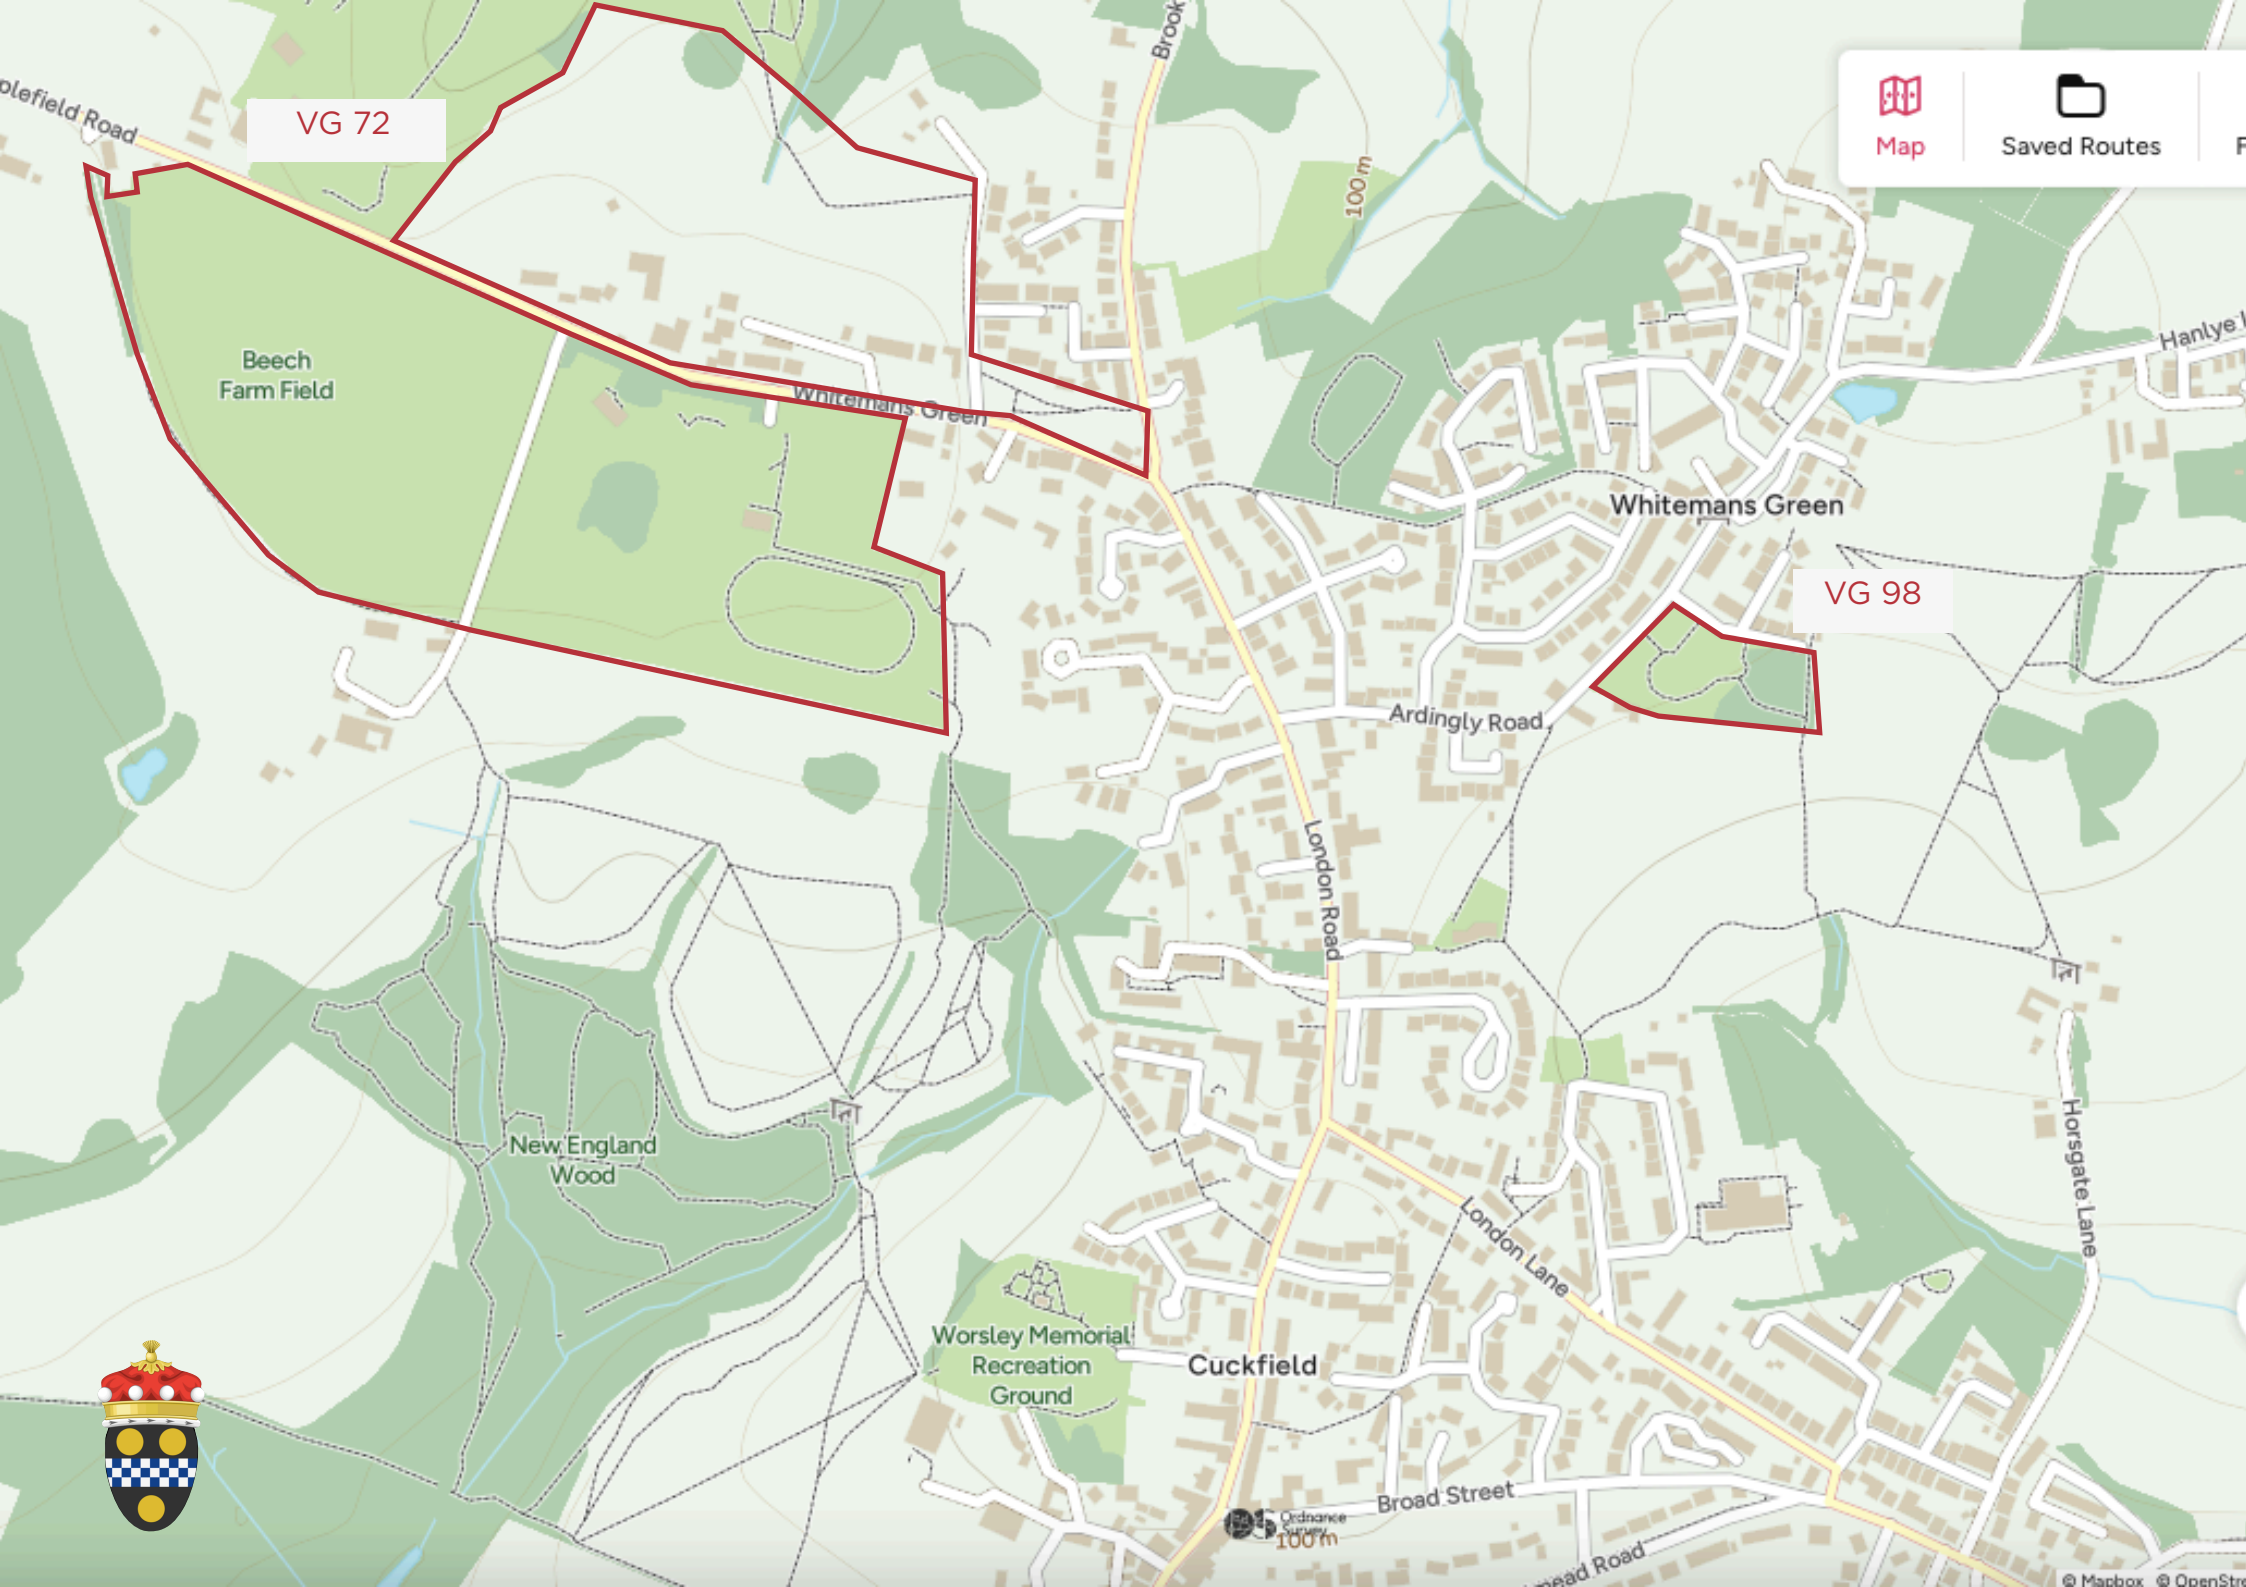 Brook
plefield Road
VG 72
Map
Saved Routes
100 m
Beech
Farm Field
Whitemans Green
Hanlye
Whitemans Green
VG 98
Ardingly Road
London Road
New England
Wood
Horsgate Lane
London Lane
Worsley Memorial
Recreation
Ground
Cuckfield
Broad Street
OS Ordnance
Survey
100 m
mead Road
© Mapbox © OpenStre